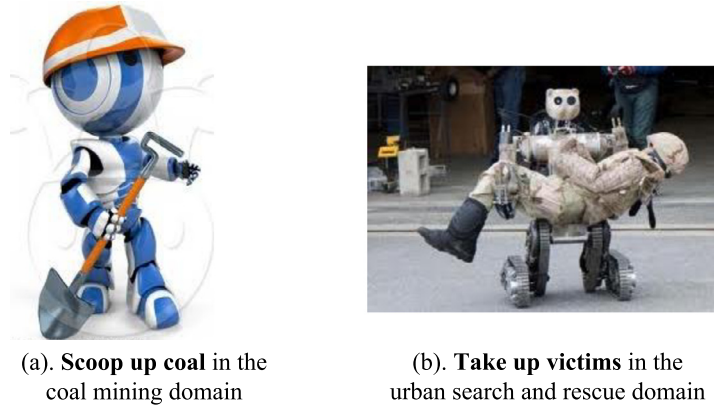 (a). Scoop up coal in the
coal mining domain
(b). Take up victims in the
urban search and rescue domain